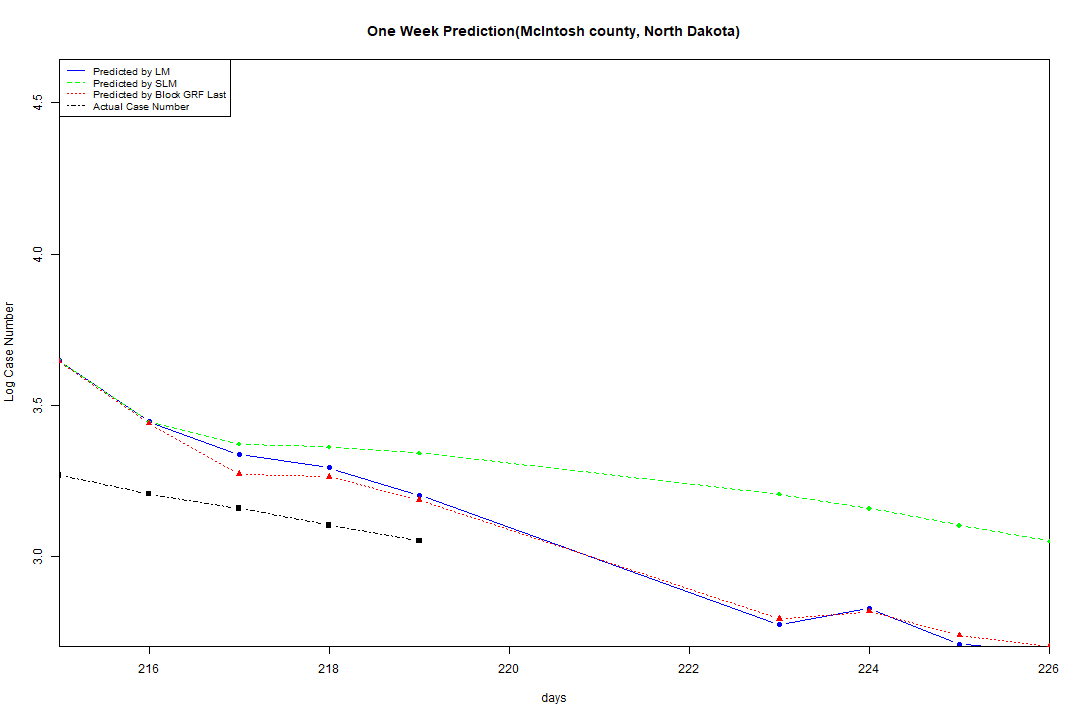 One Week Prediction(McIntosh county, North Dakota)
Predicted by LM
Predicted by SLM
Predicted by Block GRF Last
Actual Case Number
4.5
4.0
3.5
3.0
Log Case Number
216
218
220
222
224
226
days